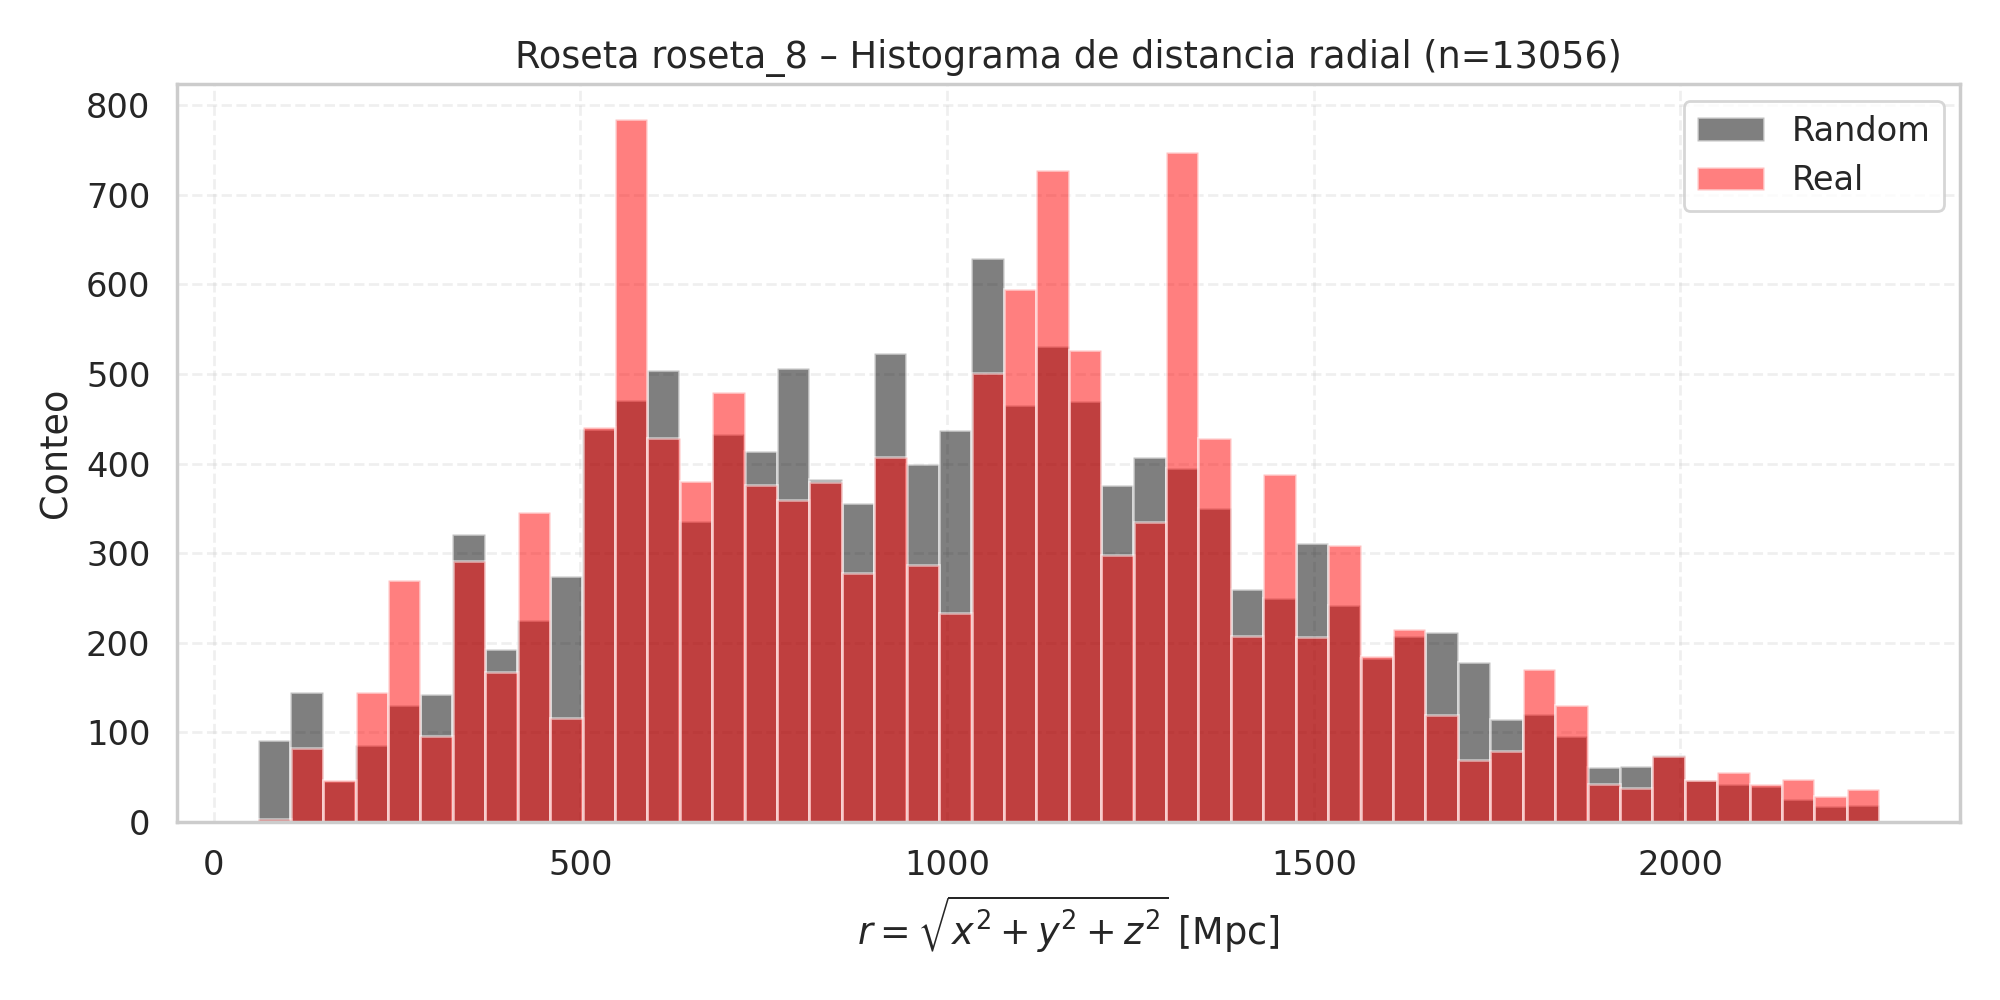 Roseta roseta_8 – Histograma de distancia radial (n=13056)
800
700
600
500
400
300
200
100
0
Conteo
Random
Real
0 500 1000 1500 2000
r = √x² + y² + z² [Mpc]